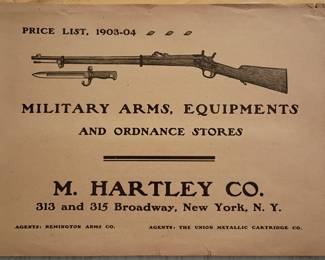 PRICE LIST, 1903-04
MILITARY ARMS, EQUIPMENTS
AND ORDNANCE STORES
M. HARTLEY CO.
313 and 315 Broadway, New York, N. Y.
AGENTS: REMINGTON ARMS CO. AGENTS: THE UNION METALLIC CARTRIDGE CO.